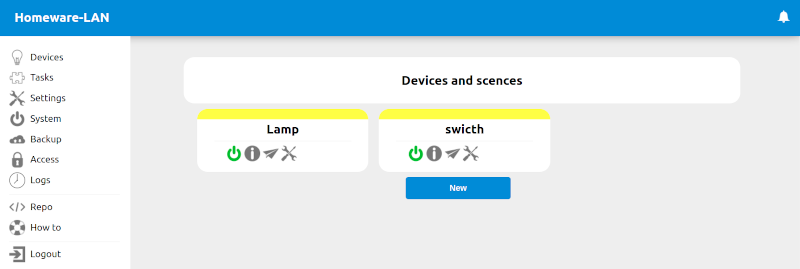 Homeware-LAN
Devices
Tasks
Settings
System
Backup
Access
Logs
Repo
How to
Logout
Devices and scences
Lamp
swicth
New